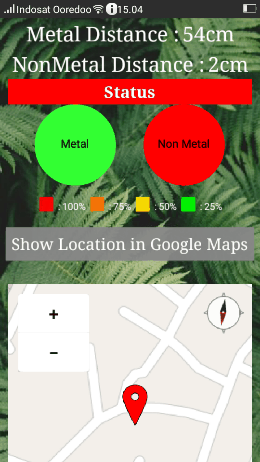 Indosat Ooredoo 15.04
Metal Distance : 54cm
NonMetal Distance : 2cm
Status
Metal
Non Metal
: 100% : 75% : 50% : 25%
Show Location in Google Maps
+
−